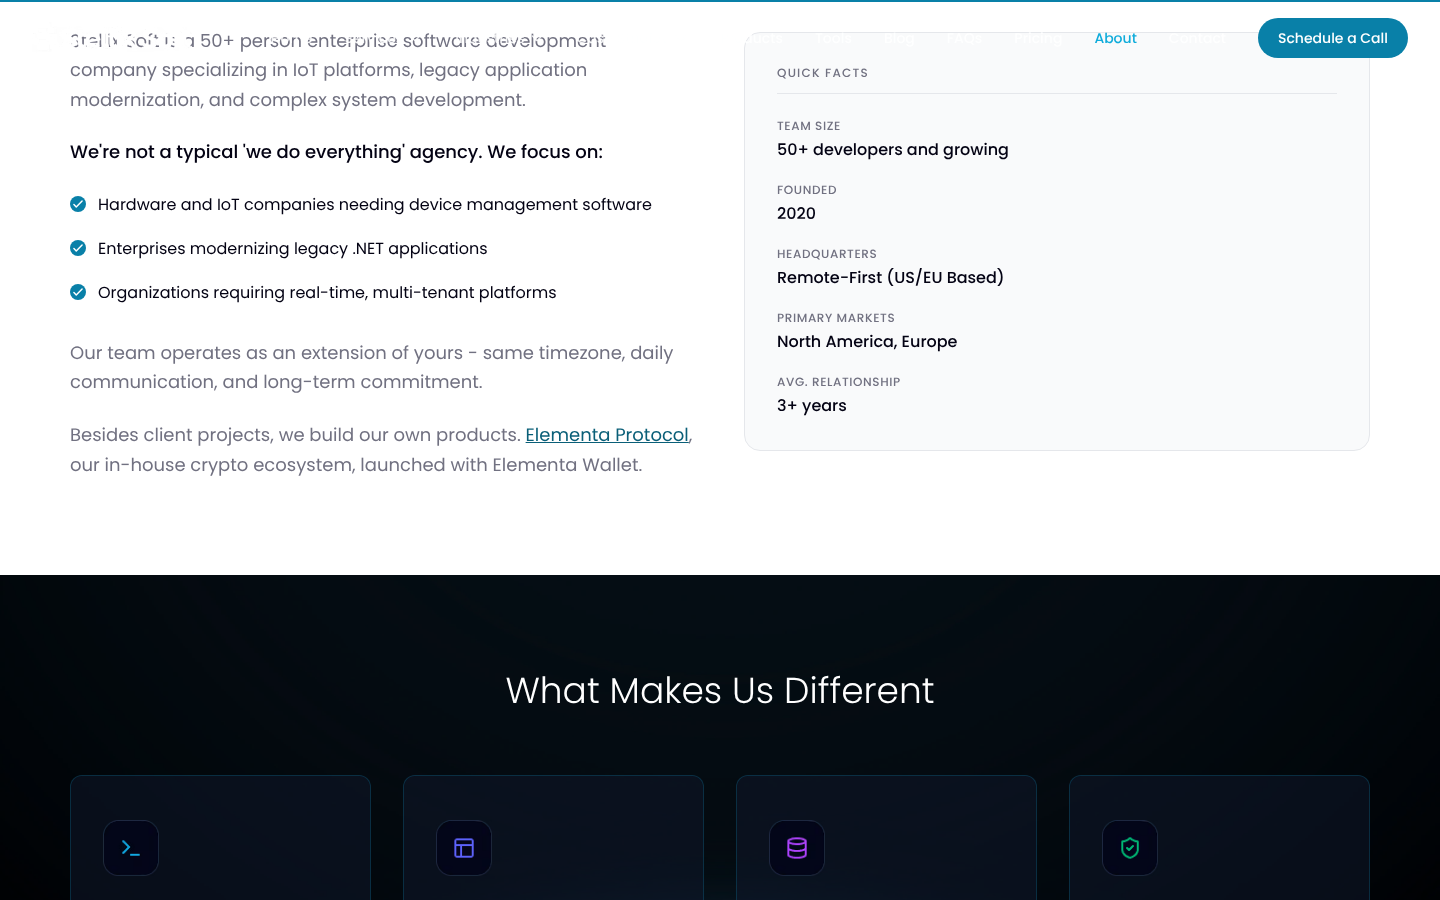 About
Schedule a Call
a 50+ person enterprise software development
company specializing in IoT platforms, legacy application
modernization, and complex system development.
We're not a typical 'we do everything' agency. We focus on:
Hardware and IoT companies needing device management software
Enterprises modernizing legacy .NET applications
Organizations requiring real-time, multi-tenant platforms
Our team operates as an extension of yours - same timezone, daily
communication, and long-term commitment.
Besides client projects, we build our own products. Elementa Protocol,
our in-house crypto ecosystem, launched with Elementa Wallet.
QUICK FACTS
TEAM SIZE
50+ developers and growing
FOUNDED
2020
HEADQUARTERS
Remote-First (US/EU Based)
PRIMARY MARKETS
North America, Europe
AVG. RELATIONSHIP
3+ years
What Makes Us Different